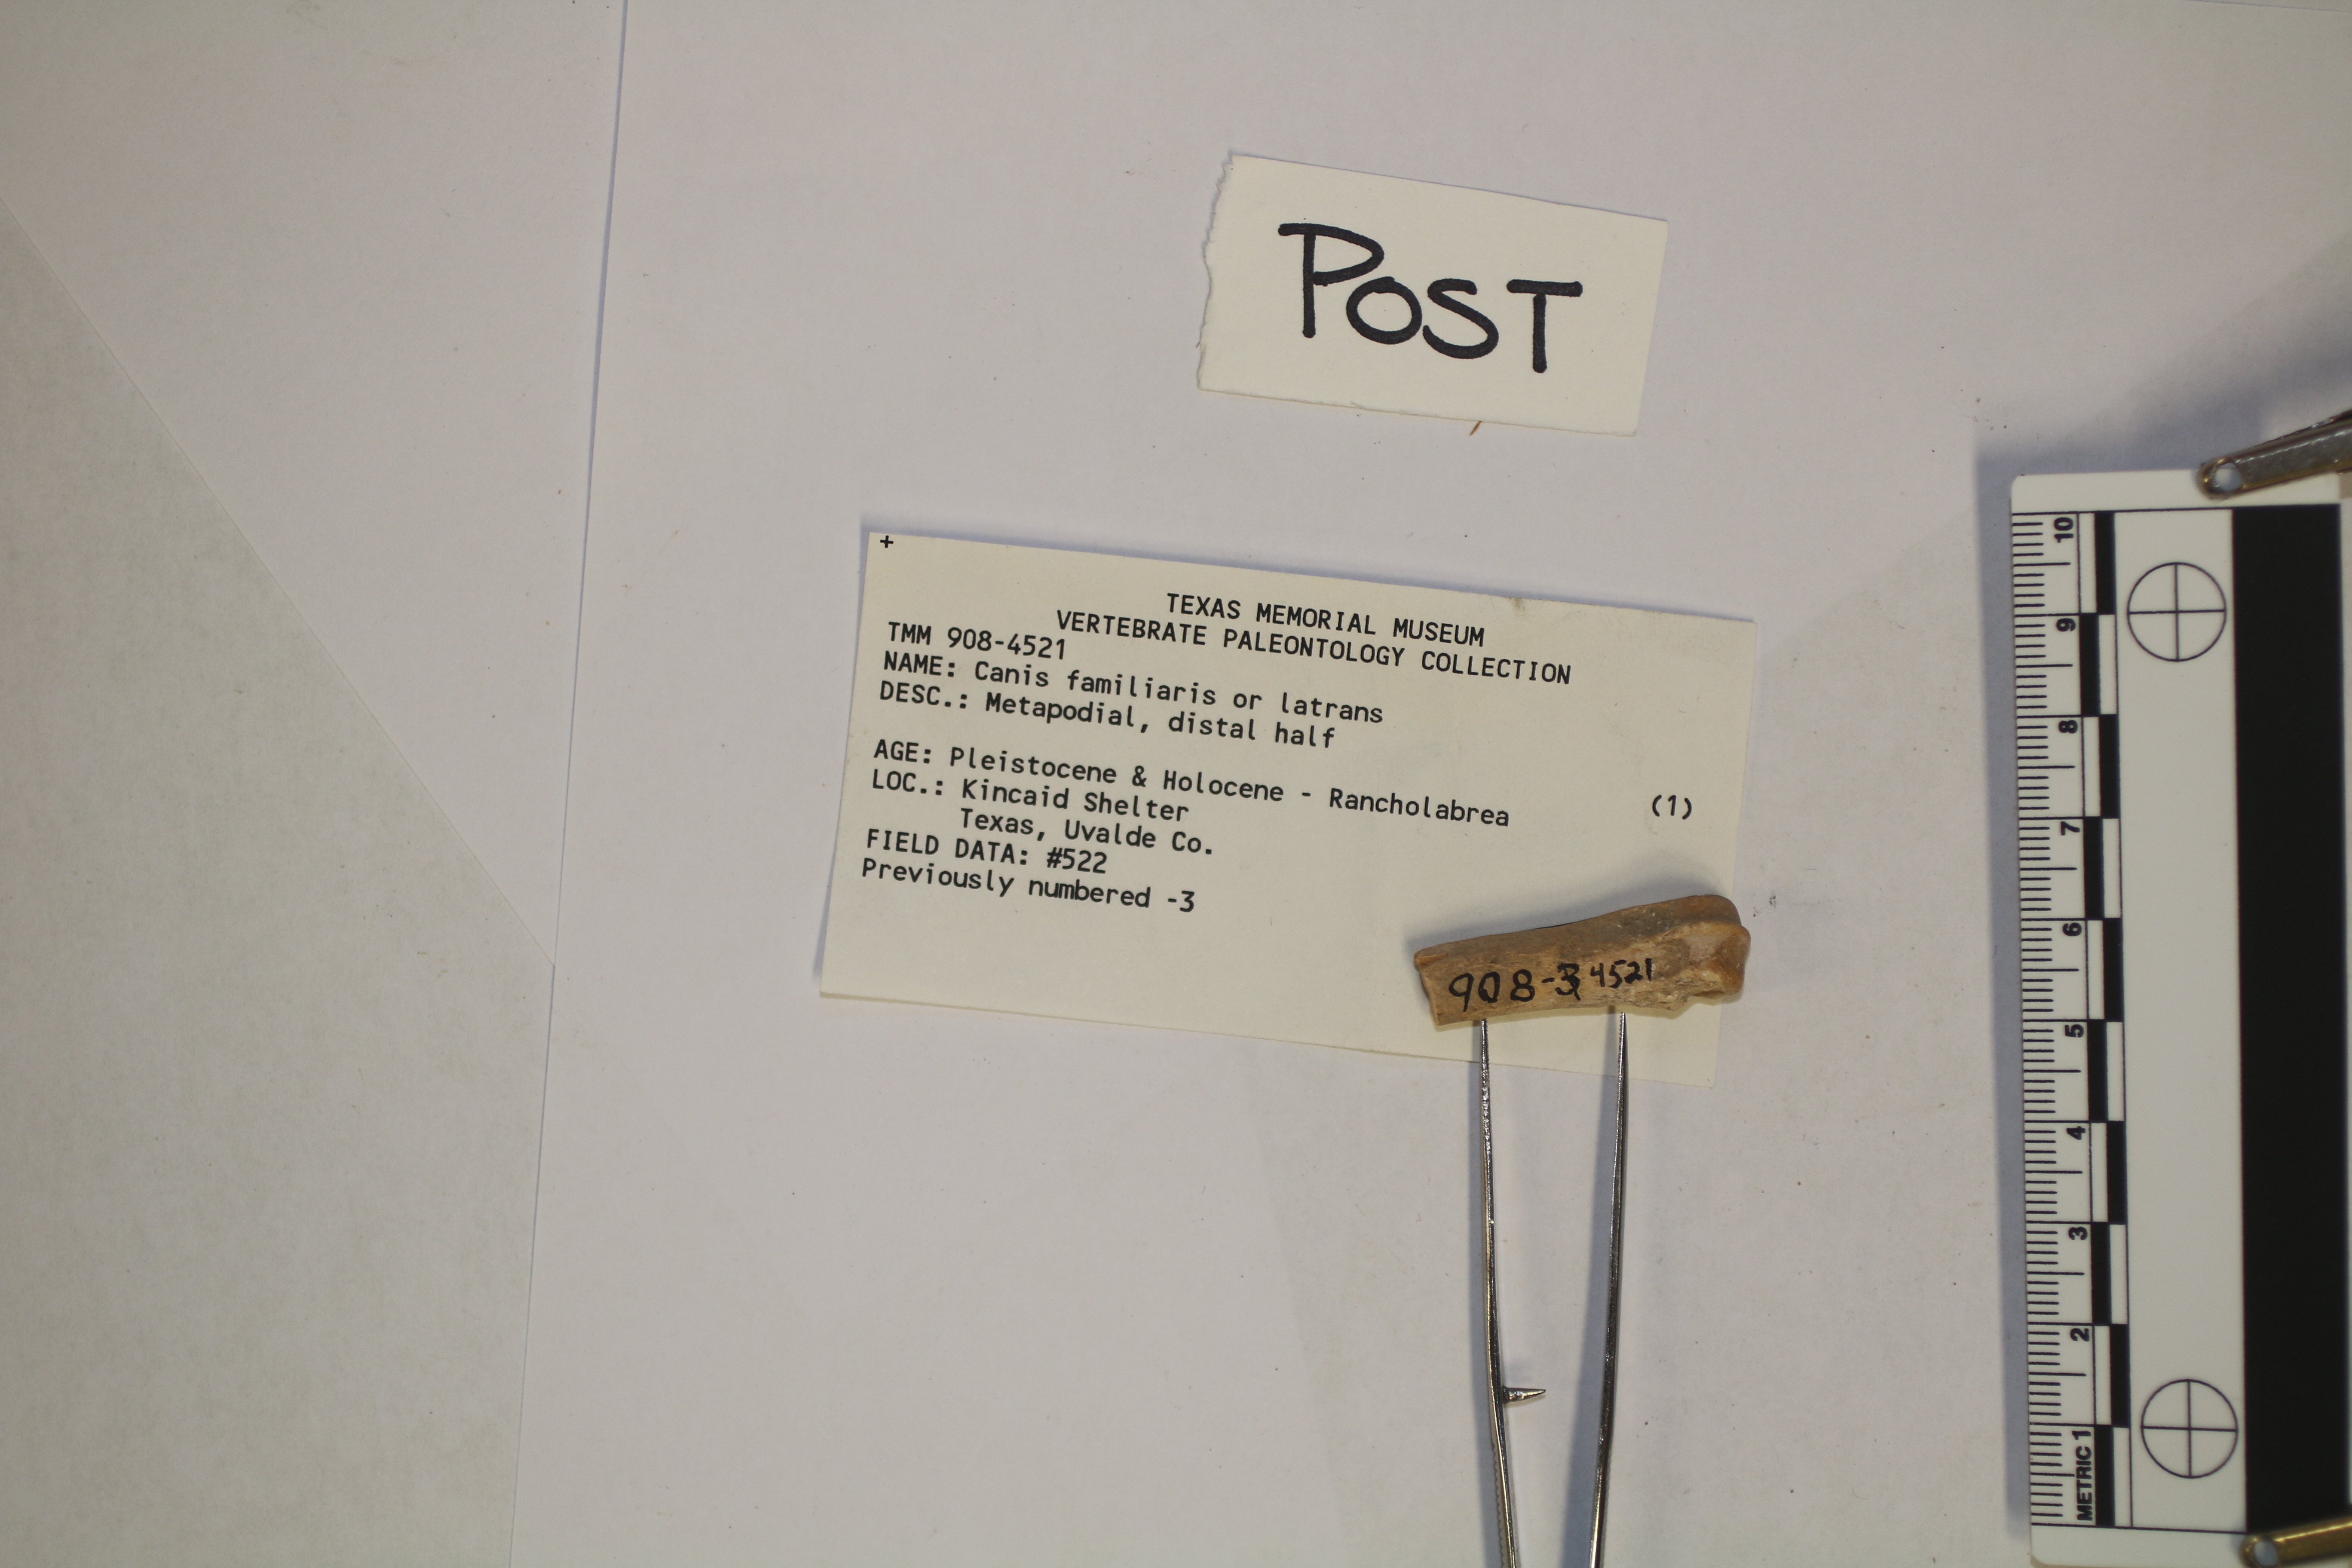 +
TEXAS MEMORIAL MUSEUM
VERTEBRATE PALEONTOLOGY COLLECTION
TMM 908-4521
NAME: Canis familiaris or latrans
DESC.: Metapodial, distal half
(1)
AGE: Pleistocene & Holocene - Rancholabrea
LOC.: Kincaid Shelter
Texas, Uvalde Co.
FIELD DATA: #522
Previously numbered -3
POST
908-3 4521
METRIC 1 2 3 4 5 6 7 8 9 10